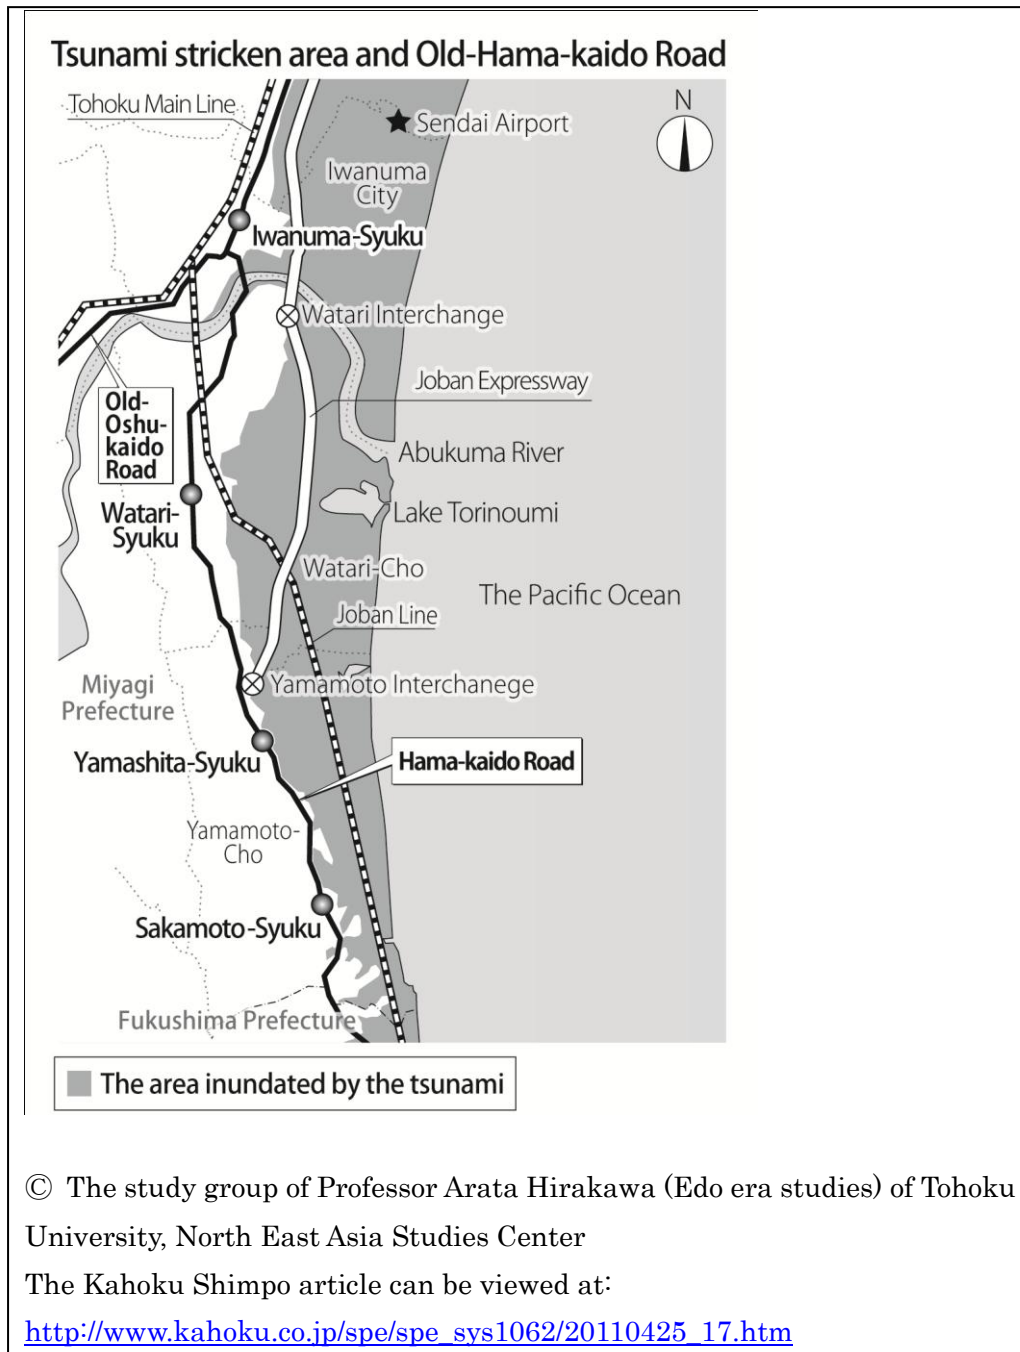 Tsunami stricken area and Old-Hama-kaido Road
Tohoku Main Line
N
Sendai Airport
Iwanuma
City
Iwanuma-Syuku
Watari Interchange
Joban Expressway
Old-
Oshu-
kaido
Road
Abukuma River
Watari-
Syuku
Lake Torinoumi
Watari-Cho
The Pacific Ocean
Joban Line
Miyagi
Prefecture
Yamamoto Interchanege
Yamashita-Syuku
Hama-kaido Road
Yamamoto-
Cho
Sakamoto-Syuku
Fukushima Prefecture
The area inundated by the tsunami
Ⓒ The study group of Professor Arata Hirakawa (Edo era studies) of Tohoku
University, North East Asia Studies Center
The Kahoku Shimpo article can be viewed at:
http://www.kahoku.co.jp/spe/spe_sys1062/20110425_17.htm